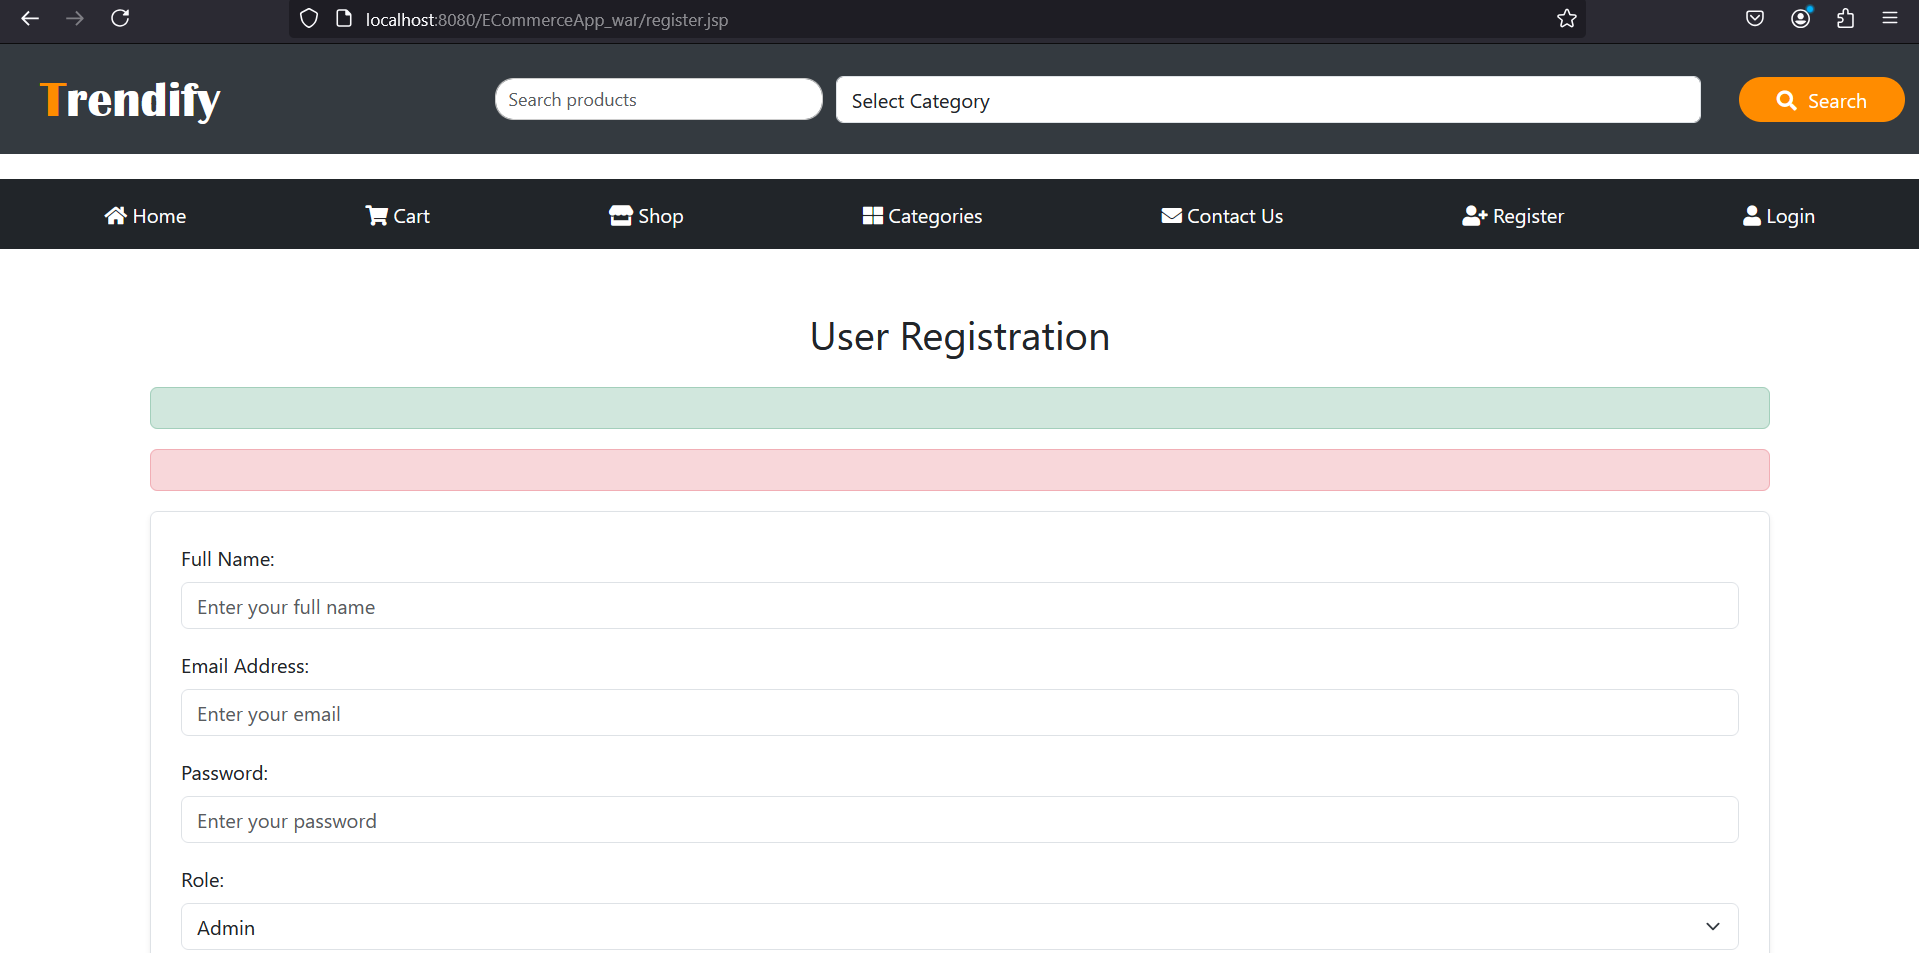 localhost:8080/ECommerceApp_war/register.jsp
Trendify
Search products
Select Category
Search
Home
Cart
Shop
Categories
Contact Us
Register
Login
User Registration
Full Name:
Enter your full name
Email Address:
Enter your email
Password:
Enter your password
Role:
Admin